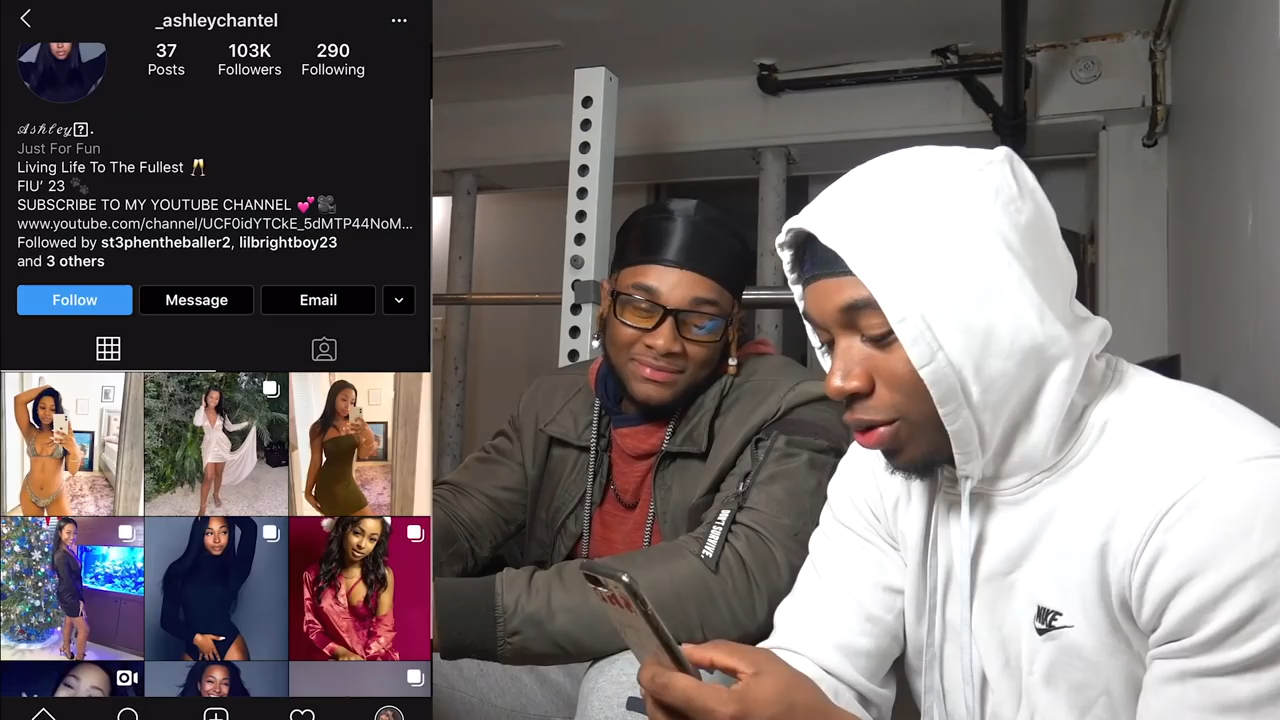 _ashleychantel
37 103K 290
Posts Followers Following
𝒜𝓈𝒽𝓁𝑒𝓎🄿.
Just For Fun
Living Life To The Fullest 🥂
FIU’ 23 🐾
SUBSCRIBE TO MY YOUTUBE CHANNEL 💕🎥
www.youtube.com/channel/UCF0idYTCkE_5dMTP44NoM...
Followed by st3phentheballer2, lilbrightboy23
and 3 others
Follow Message Email
DON'T SURVIVE.
NIKE